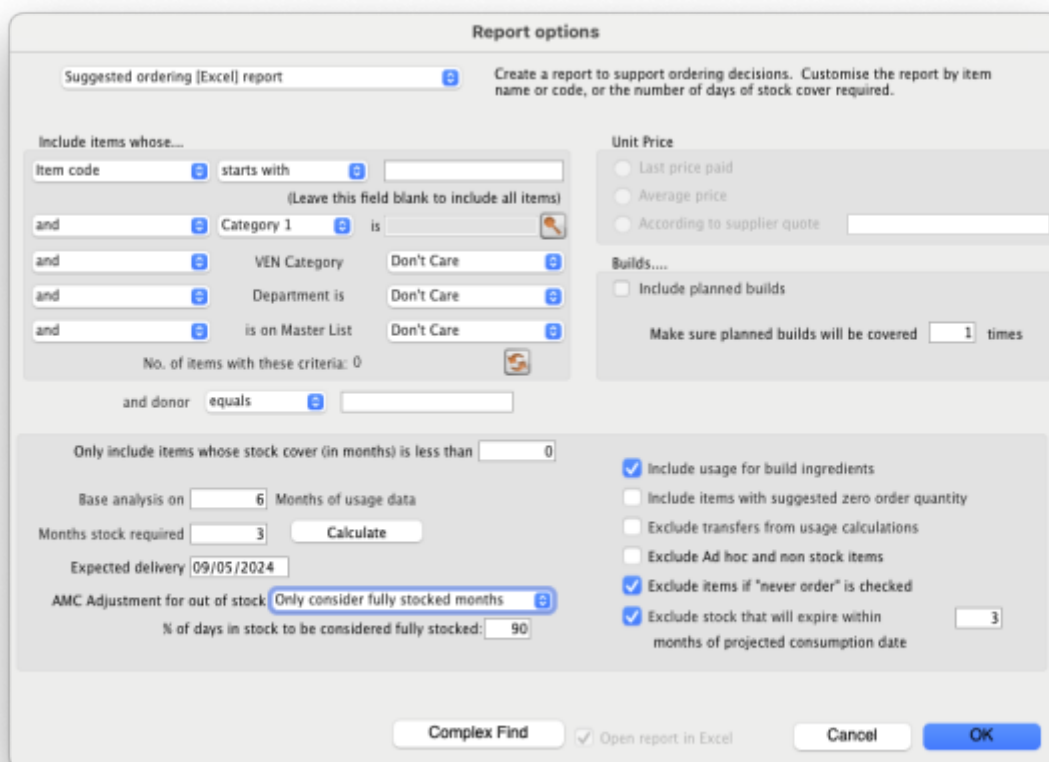 Report options
Suggested ordering [Excel] report
Create a report to support ordering decisions. Customise the report by item
name or code, or the number of days of stock cover required.
Include items whose....
Item code starts with
(Leave this field blank to include all items)
and Category 1 is
and VEN Category Don't Care
and Department is Don't Care
and is on Master List Don't Care
No. of items with these criteria: 0
and donor equals
Unit Price
Last price paid
Average price
According to supplier quote
Builds....
Include planned builds
Make sure planned builds will be covered 1 times
Only include items whose stock cover (in months) is less than 0
Base analysis on 6 Months of usage data
Months stock required 3 Calculate
Expected delivery 09/05/2024
AMC Adjustment for out of stock Only consider fully stocked months
% of days in stock to be considered fully stocked: 90
Include usage for build ingredients
Include items with suggested zero order quantity
Exclude transfers from usage calculations
Exclude Ad hoc and non stock items
Exclude items if "never order" is checked
Exclude stock that will expire within 3
months of projected consumption date
Complex Find Open report in Excel Cancel OK